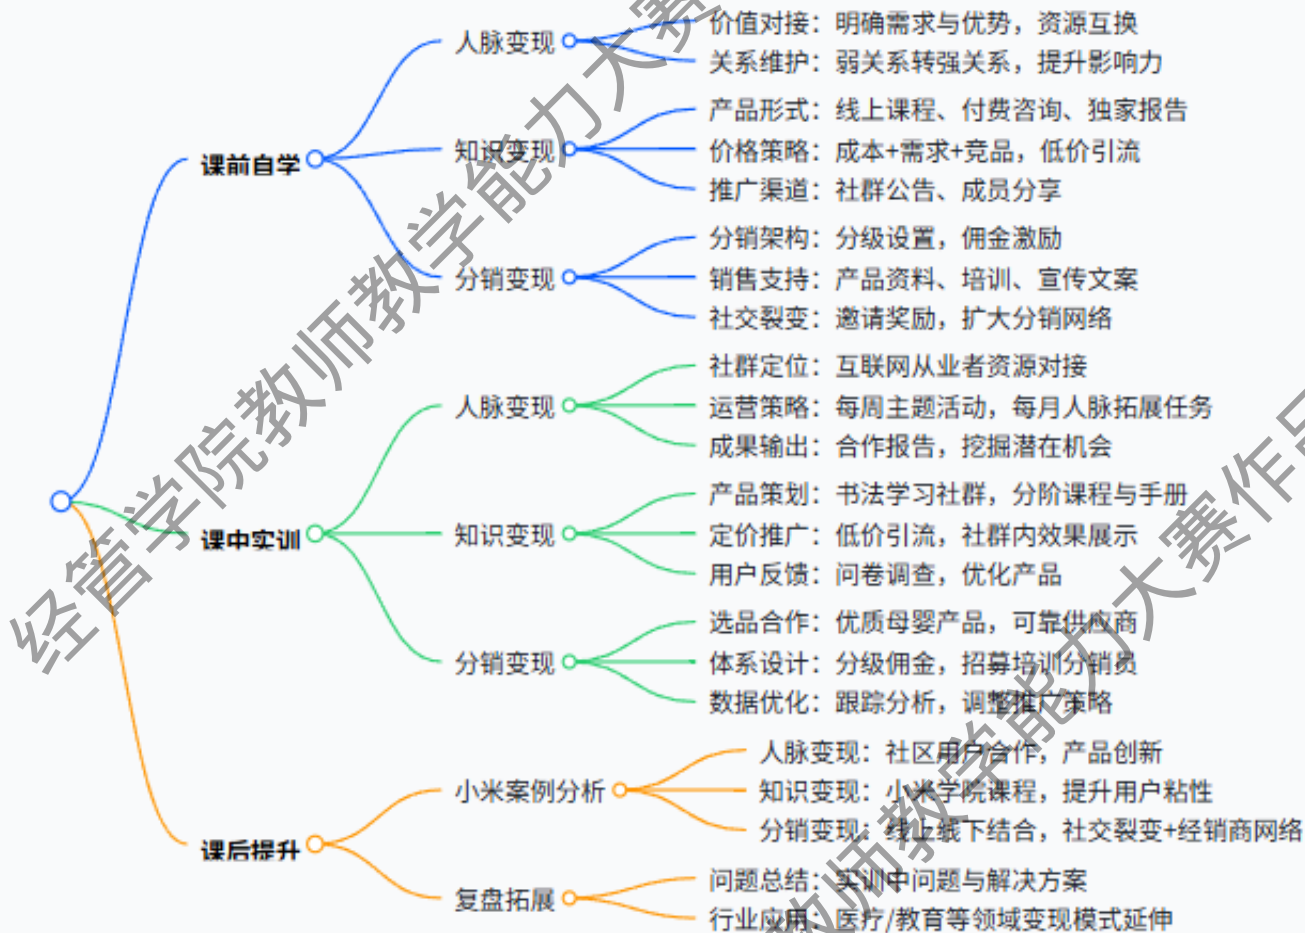 课前自学
人脉变现
价值对接：明确需求与优势，资源互换
关系维护：弱关系转强关系，提升影响力
知识变现
产品形式：线上课程、付费咨询、独家报告
价格策略：成本+需求+竞品，低价引流
推广渠道：社群公告、成员分享
分销变现
分销架构：分级设置，佣金激励
销售支持：产品资料、培训、宣传文案
社交裂变：邀请奖励，扩大分销网络
课中实训
人脉变现
社群定位：互联网从业者资源对接
运营策略：每周主题活动，每月人脉拓展任务
成果输出：合作报告，挖掘潜在机会
知识变现
产品策划：书法学习社群，分阶课程与手册
定价推广：低价引流，社群内效果展示
用户反馈：问卷调查，优化产品
分销变现
选品合作：优质母婴产品，可靠供应商
体系设计：分级佣金，招募培训分销员
数据优化：跟踪分析，调整推广策略
课后提升
小米案例分析
人脉变现：社区用户合作，产品创新
知识变现：小米学院课程，提升用户粘性
分销变现：线上线下结合，社交裂变+经销商网络
复盘拓展
问题总结：实训中问题与解决方案
行业应用：医疗/教育等领域变现模式延伸
经管学院教师教学能力大赛
教师教学能力大赛作品